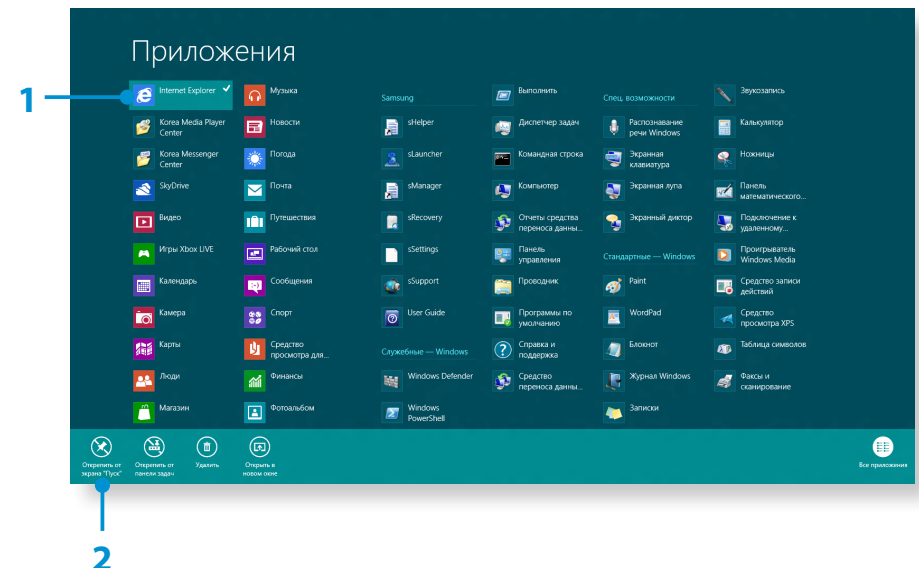 Приложения
1
Internet Explorer
Korea Media Player
Center
Korea Messenger
Center
SkyDrive
Видео
Игры Xbox LIVE
Календарь
Камера
Карты
Люди
Магазин
Музыка
Новости
Погода
Почта
Путешествия
Рабочий стол
Сообщения
Спорт
Средство
просмотра для...
Финансы
Фотоальбом
Samsung
sHelper
sLauncher
sManager
sRecovery
sSettings
sSupport
User Guide
Служебные — Windows
Windows Defender
Windows
PowerShell
Выполнить
Диспетчер задач
Командная строка
Компьютер
Отчеты средства
переноса данны...
Панель
управления
Проводник
Программы по
умолчанию
Справка и
поддержка
Средство
переноса данны...
Спец. возможности
Распознавание
речи Windows
Экранная
клавиатура
Экранная лупа
Экранный диктор
Стандартные — Windows
Paint
WordPad
Блокнот
Журнал Windows
Записки
Звукозапись
Калькулятор
Ножницы
Панель
математического...
Подключение к
удаленному...
Проигрыватель
Windows Media
Средство записи
действий
Средство
просмотра XPS
Таблица символов
Факсы и
сканирование
Открепить от
экрана "Пуск"
Открепить от
панели задач
Удалить
Открыть в
новом окне
Все приложения
2